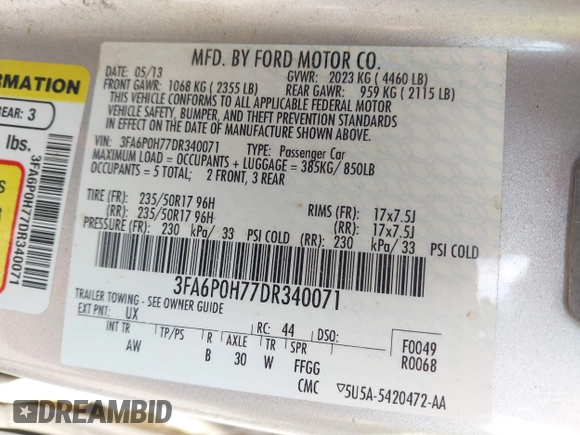 MFD. BY FORD MOTOR CO.
DATE: 05/13 GVWR: 2023 KG ( 4460 LB)
FRONT GAWR: 1068 KG ( 2355 LB) REAR GAWR: 959 KG ( 2115 LB)
THIS VEHICLE CONFORMS TO ALL APPLICABLE FEDERAL MOTOR
VEHICLE SAFETY, BUMPER, AND THEFT PREVENTION STANDARDS
IN EFFECT ON THE DATE OF MANUFACTURE SHOWN ABOVE.
VIN: 3FA6P0H77DR340071 TYPE: Passenger Car
MAXIMUM LOAD = OCCUPANTS + LUGGAGE = 385KG/ 850LB
OCCUPANTS = 5 TOTAL; 2 FRONT, 3 REAR
TIRE (FR): 235/50R17 96H RIMS (FR): 17x7.5J
(RR): 235/50R17 96H (RR): 17x7.5J
PRESSURE (FR): 230 kPa/ 33 PSI COLD (RR): 230 kPa/ 33 PSI COLD
3FA6P0H77DR340071
TRAILER TOWING - SEE OWNER GUIDE
EXT PNT: UX RC: 44 DSO: F0049
INT TR TP/PS R AXLE TR SPR R0068
AW B 30 W FFGG
CMC ▽5U5A-5420472-AA
ORMATION
REAR: 3
lbs.
3FA6P0H77DR340071
DREAMBID